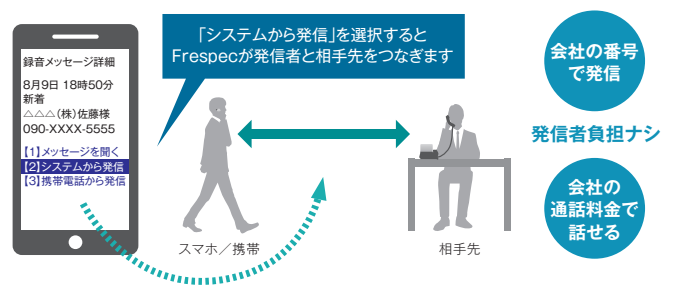 「システムから発信」を選択すると
Frespecが発信者と相手先をつなぎます
録音メッセージ詳細
8月9日 18時50分
新着
△△△(株)佐藤様
090-XXXX-5555
【1】メッセージを聞く
【2】システムから発信
【3】携帯電話から発信
スマホ／携帯
相手先
会社の番号
で発信
発信者負担ナシ
会社の
通話料金で
話せる